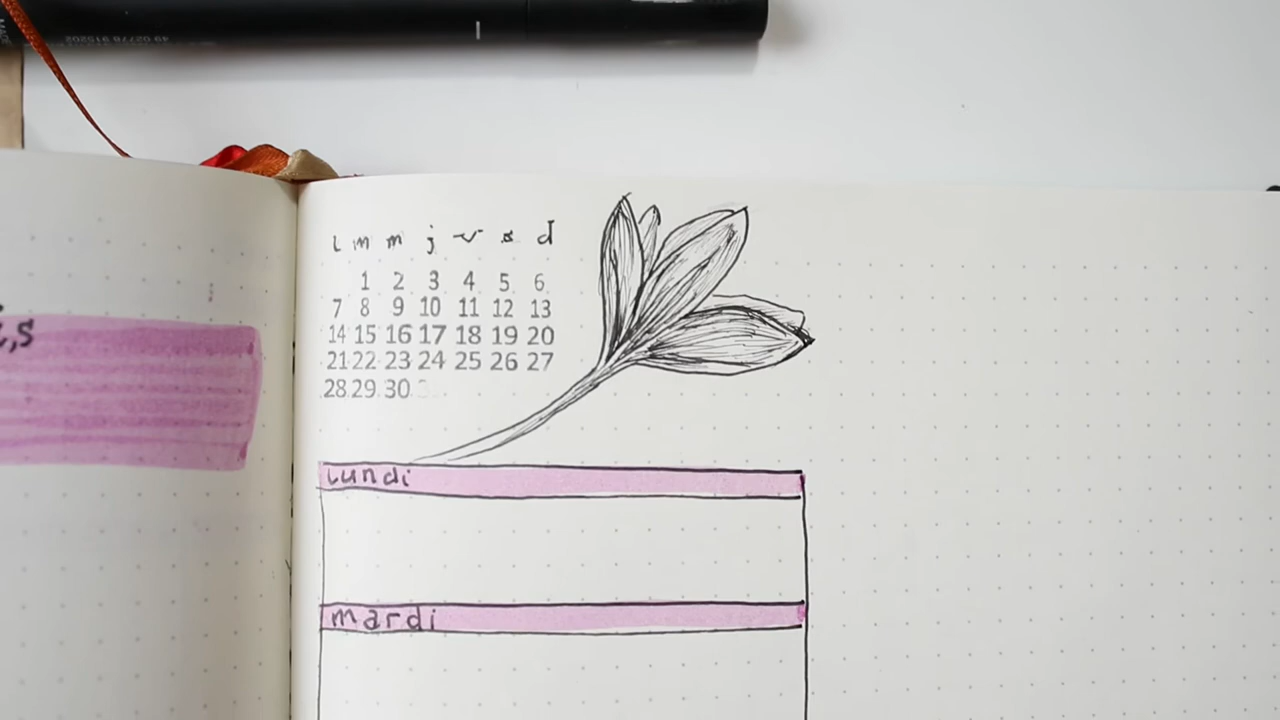 l m m j v s d
1 2 3 4 5 6
7 8 9 10 11 12 13
14 15 16 17 18 19 20
21 22 23 24 25 26 27
28 29 30
lundi
mardi